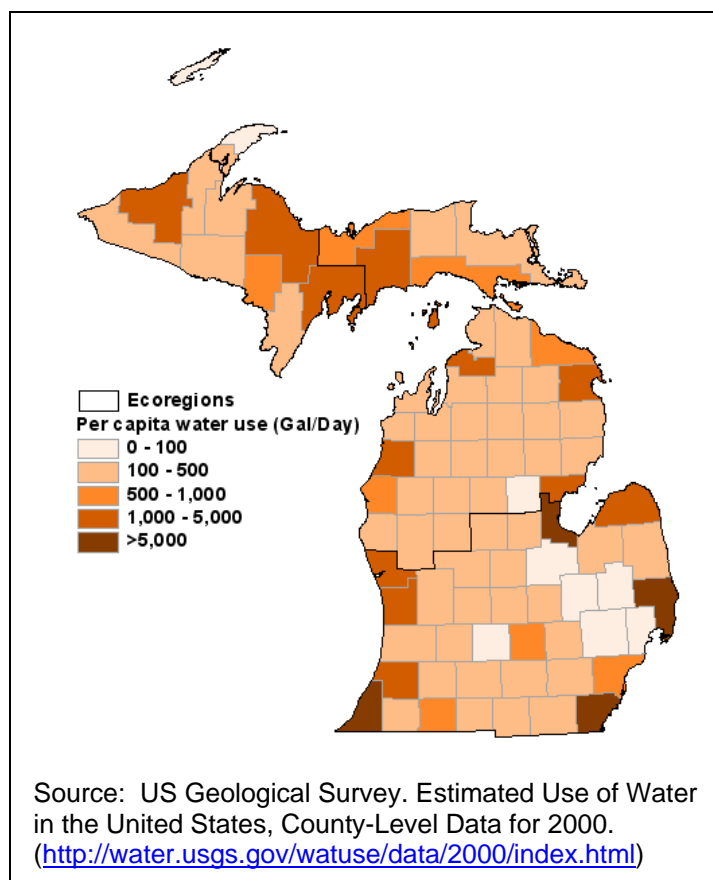 Ecoregions
Per capita water use (Gal/Day)
0 - 100
100 - 500
500 - 1,000
1,000 - 5,000
>5,000
Source: US Geological Survey. Estimated Use of Water
in the United States, County-Level Data for 2000.
(http://water.usgs.gov/watuse/data/2000/index.html)